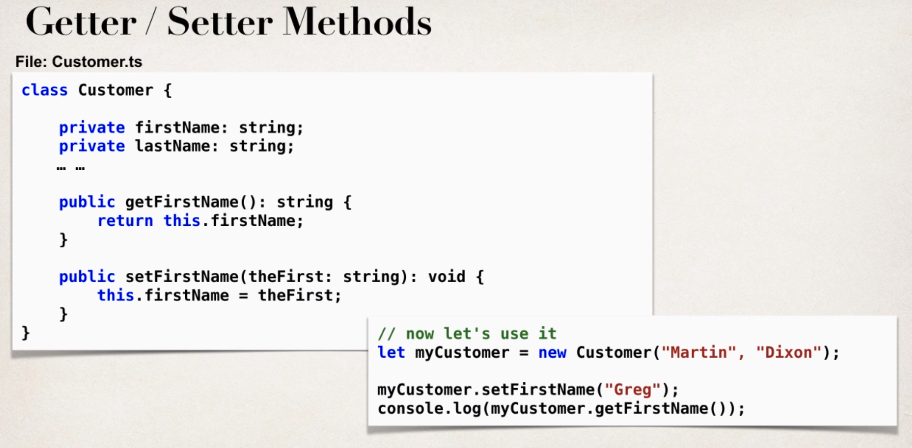 Getter / Setter Methods
File: Customer.ts
class Customer {
private firstName: string;
private lastName: string;
… …
public getFirstName(): string {
return this.firstName;
}
public setFirstName(theFirst: string): void {
this.firstName = theFirst;
}
}
// now let's use it
let myCustomer = new Customer("Martin", "Dixon");
myCustomer.setFirstName("Greg");
console.log(myCustomer.getFirstName());